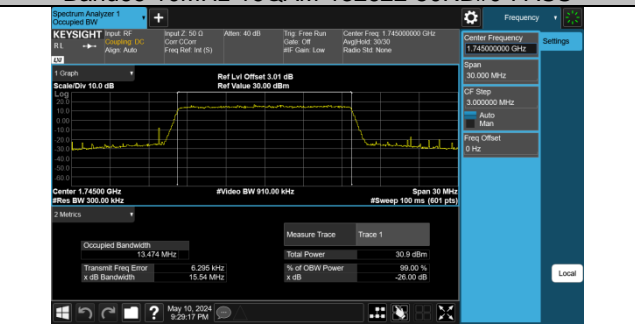 Spectrum Analyzer 1
Occupied BW
Frequency
KEYSIGHT Input: RF
RL Coupling: DC
Align: Auto
Input Z: 50 Ω
Corr CCorr
Freq Ref: Int (S)
Atten: 40 dB
Trig: Free Run
Gate: Off
#IF Gain: Low
Center Freq: 1.745000000 GHz
Avg|Hold: 30/30
Radio Std: None
Center Frequency
1.745000000 GHz
Settings
Span
30.000 MHz
CF Step
3.000000 MHz
Auto
Man
Freq Offset
0 Hz
Local
LXI
1 Graph
Scale/Div 10.0 dB
Ref Lvl Offset 3.01 dB
Ref Value 30.00 dBm
Log
20.0
10.0
0.00
-10.0
-20.0
-30.0
-40.0
-50.0
-60.0
Center 1.74500 GHz
#Res BW 300.00 kHz
#Video BW 910.00 kHz
Span 30 MHz
#Sweep 100 ms (601 pts)
2 Metrics
Measure Trace Trace 1
Occupied Bandwidth
13.474 MHz
Total Power 30.9 dBm
Transmit Freq Error 6.295 kHz
% of OBW Power 99.00 %
x dB Bandwidth 15.54 MHz
x dB -26.00 dB
May 10, 2024
9:29:17 PM